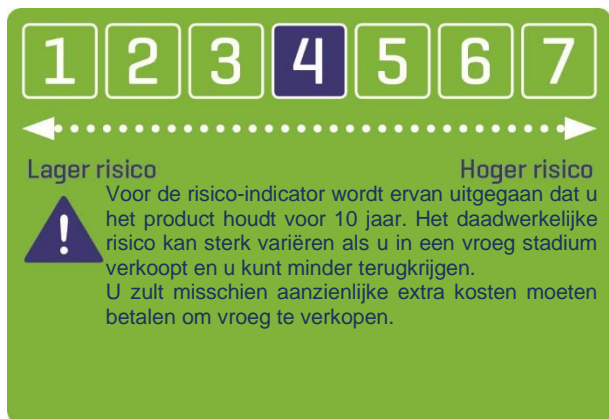 1 2 3 4 5 6 7
Lager risico Hoger risico
Voor de risico-indicator wordt ervan uitgegaan dat u
het product houdt voor 10 jaar. Het daadwerkelijke
risico kan sterk variëren als u in een vroeg stadium
verkoopt en u kunt minder terugkrijgen.
U zult misschien aanzienlijke extra kosten moeten
betalen om vroeg te verkopen.